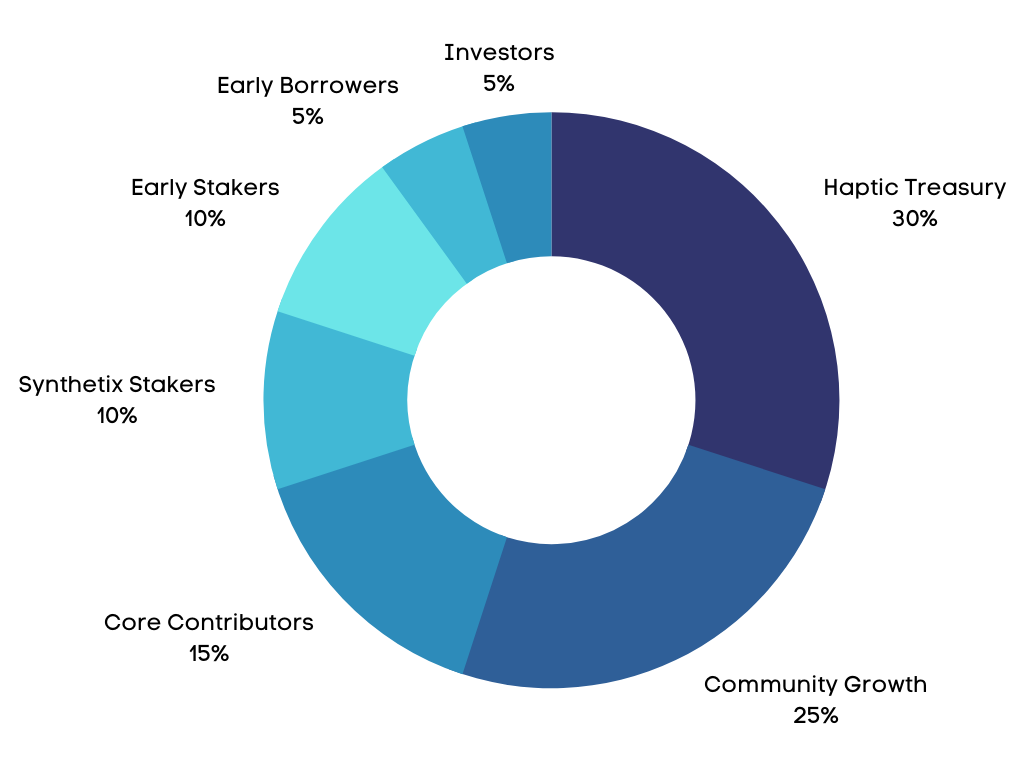 Investors
5%
Early Borrowers
5%
Early Stakers
10%
Haptic Treasury
30%
Synthetix Stakers
10%
Core Contributors
15%
Community Growth
25%